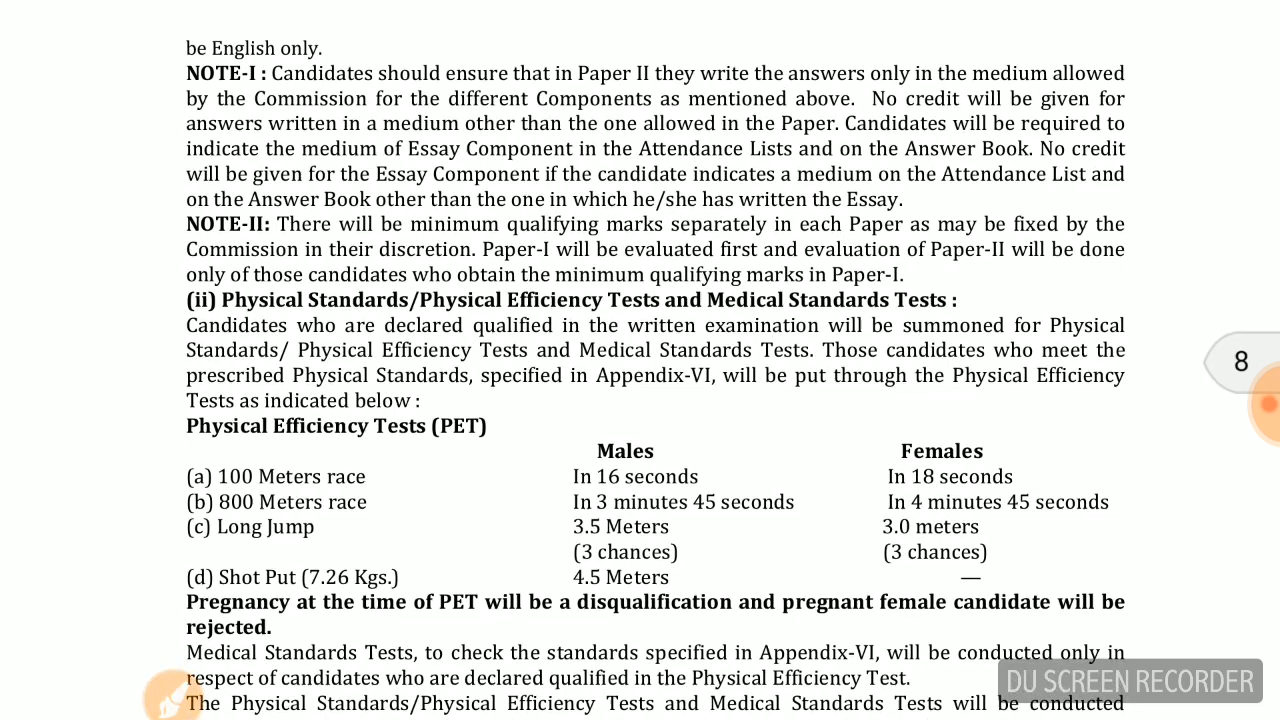 be English only.
NOTE-I : Candidates should ensure that in Paper II they write the answers only in the medium allowed
by the Commission for the different Components as mentioned above.  No credit will be given for
answers written in a medium other than the one allowed in the Paper. Candidates will be required to
indicate the medium of Essay Component in the Attendance Lists and on the Answer Book. No credit
will be given for the Essay Component if the candidate indicates a medium on the Attendance List and
on the Answer Book other than the one in which he/she has written the Essay.
NOTE-II: There will be minimum qualifying marks separately in each Paper as may be fixed by the
Commission in their discretion. Paper-I will be evaluated first and evaluation of Paper-II will be done
only of those candidates who obtain the minimum qualifying marks in Paper-I.
(ii) Physical Standards/Physical Efficiency Tests and Medical Standards Tests :
Candidates who are declared qualified in the written examination will be summoned for Physical
Standards/ Physical Efficiency Tests and Medical Standards Tests. Those candidates who meet the
prescribed Physical Standards, specified in Appendix-VI, will be put through the Physical Efficiency
Tests as indicated below :
8
Physical Efficiency Tests (PET)
Males Females
(a) 100 Meters race In 16 seconds In 18 seconds
(b) 800 Meters race In 3 minutes 45 seconds In 4 minutes 45 seconds
(c) Long Jump 3.5 Meters 3.0 meters
(3 chances) (3 chances)
(d) Shot Put (7.26 Kgs.) 4.5 Meters —
Pregnancy at the time of PET will be a disqualification and pregnant female candidate will be
rejected.
Medical Standards Tests, to check the standards specified in Appendix-VI, will be conducted only in
respect of candidates who are declared qualified in the Physical Efficiency Test.
The Physical Standards/Physical Efficiency Tests and Medical Standards Tests will be conducted
DU SCREEN RECORDER